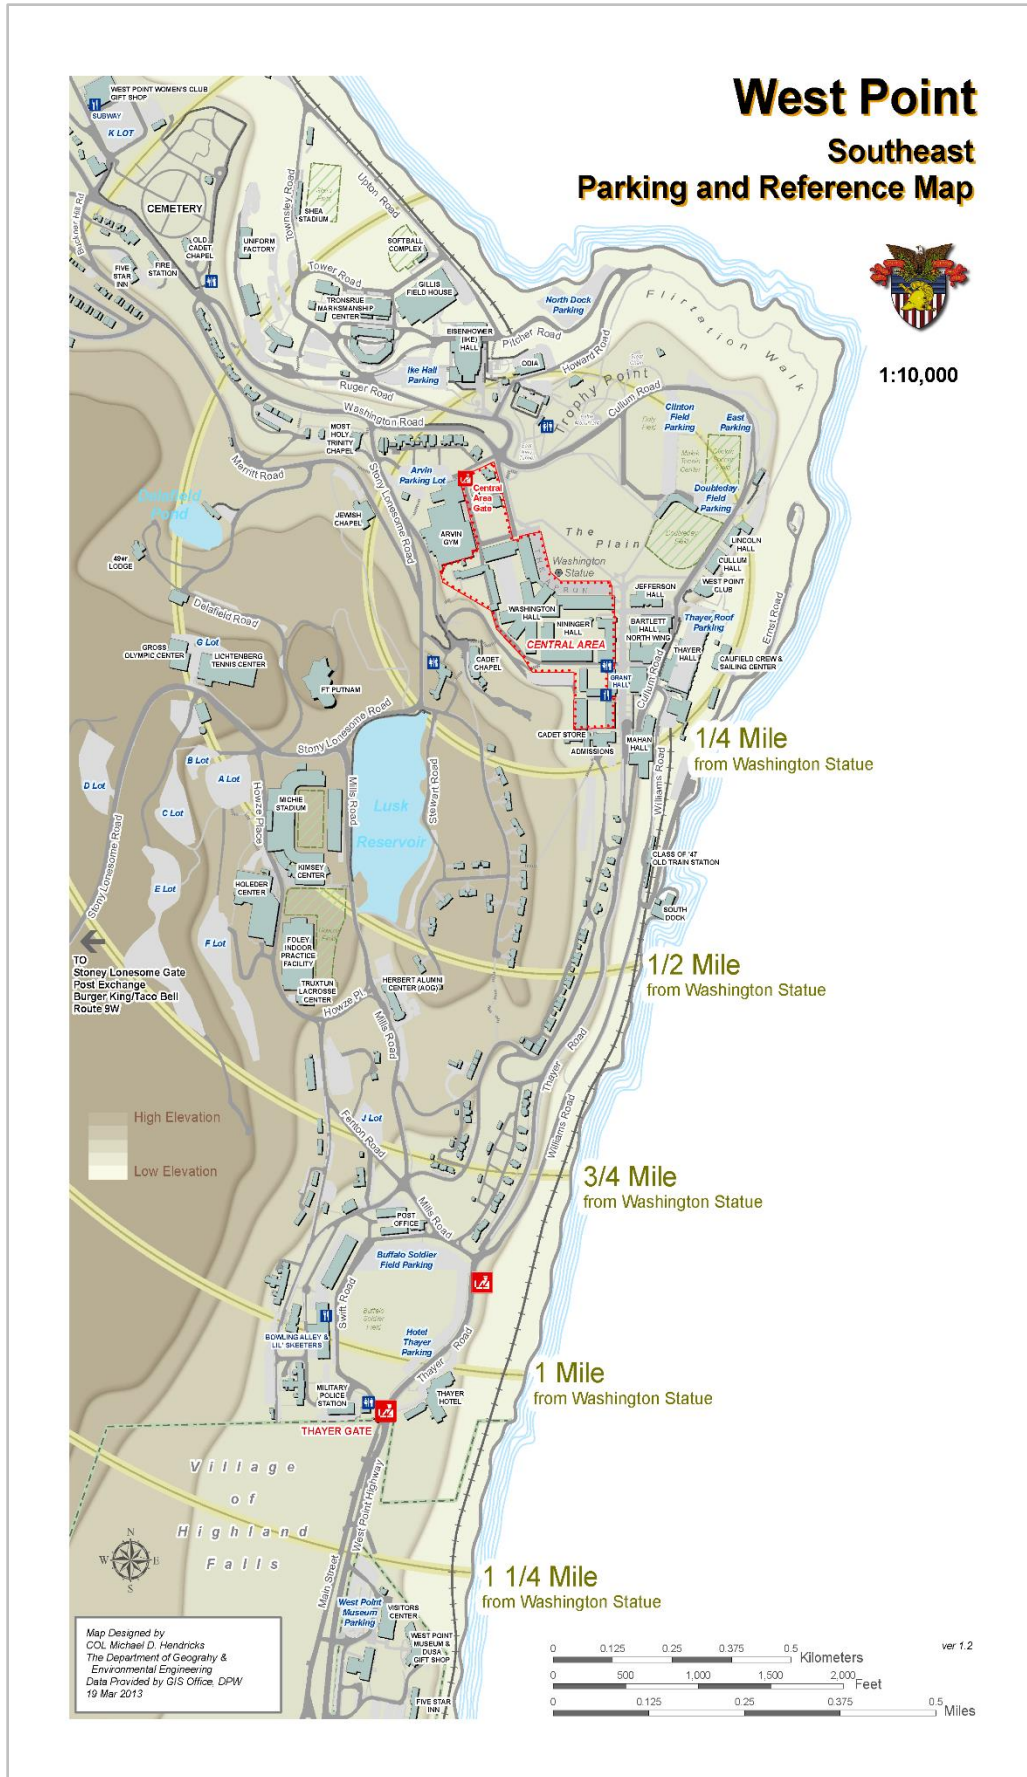 West Point
Southeast
Parking and Reference Map
1:10,000
WEST POINT WOMEN'S CLUB
GIFT SHOP
SUBWAY
K LOT
CEMETERY
Buckner Hill Rd
OLD
CADET
CHAPEL
FIVE
STAR
INN
FIRE
STATION
UNIFORM
FACTORY
Townsley Road
SHEA
STADIUM
Upton Road
SOFTBALL
COMPLEX
Tower Road
GILLIS
FIELD HOUSE
TRONSRUE
MARKSMANSHIP
CENTER
North Dock
Parking
Flirtation Walk
EISENHOWER
(IKE)
HALL
Pitcher Road
Howard Road
ODIA
Ike Hall
Parking
Ruger Road
Trophy Point
Cullum Road
Washington Road
Clinton
Field
Parking
East
Parking
MOST
HOLY
TRINITY
CHAPEL
Merritt Road
Stony Lonesome Road
Arvin
Parking Lot
Central
Area
Gate
Doubleday
Field
Parking
Doubleday
Field
Delafield
Pond
JEWISH
CHAPEL
ARVIN
GYM
The
Plain
THE APRON
Washington
Statue
LINCOLN
HALL
CULLUM
HALL
WEST POINT
CLUB
49er
LODGE
JEFFERSON
HALL
WASHINGTON
HALL
NININGER
HALL
CENTRAL AREA
BARTLETT
HALL
NORTH WING
Thayer Roof
Parking
Ernst Road
Delafield Road
G Lot
GROSS
OLYMPIC CENTER
LICHTENBERG
TENNIS CENTER
CADET
CHAPEL
GRANT
HALL
Cullum Road
THAYER
HALL
CAUFIELD CREW &
SAILING CENTER
FT PUTNAM
Stony Lonesome Road
CADET STORE
ADMISSIONS
MAHAN
HALL
1/4 Mile
from Washington Statue
B Lot
D Lot
A Lot
C Lot
Howze Place
MICHIE
STADIUM
Mills Road
Lusk
Reservoir
Stewart Road
Williams Road
Stony Lonesome Road
KIMSEY
CENTER
CLASS OF '47
OLD TRAIN STATION
E Lot
HOLEDER
CENTER
SOUTH
DOCK
F Lot
FOLEY
INDOOR
PRACTICE
FACILITY
TO
Stoney Lonesome Gate
Post Exchange
Burger King/Taco Bell
Route 9W
TRUXTUN
LACROSSE
CENTER
HERBERT ALUMNI
CENTER (AOG)
1/2 Mile
from Washington Statue
Howze Pl
Mills Road
Thayer Road
Williams Road
High Elevation
Low Elevation
J Lot
Fenton Road
3/4 Mile
from Washington Statue
POST
OFFICE
Mills Road
Buffalo Soldier
Field Parking
Swift Road
Buffalo
Soldier
Field
Hotel
Thayer
Parking
BOWLING ALLEY &
LIL' SKEETERS
Thayer Road
1 Mile
from Washington Statue
MILITARY
POLICE
STATION
THAYER
HOTEL
THAYER GATE
Village
of
Highland
Falls
West Point Highway
Main Street
N
W
E
S
1 1/4 Mile
from Washington Statue
West Point
Museum
Parking
VISITORS
CENTER
WEST POINT
MUSEUM &
DUSA
GIFT SHOP
FIVE STAR
INN
Map Designed by
COL Michael D. Hendricks
The Department of Geograhy &
Environmental Engineering
Data Provided by GIS Office, DPW
19 Mar 2013
ver 1.2
0 0.125 0.25 0.375 0.5
Kilometers
0 500 1,000 1,500 2,000
Feet
0 0.125 0.25 0.375 0.5
Miles